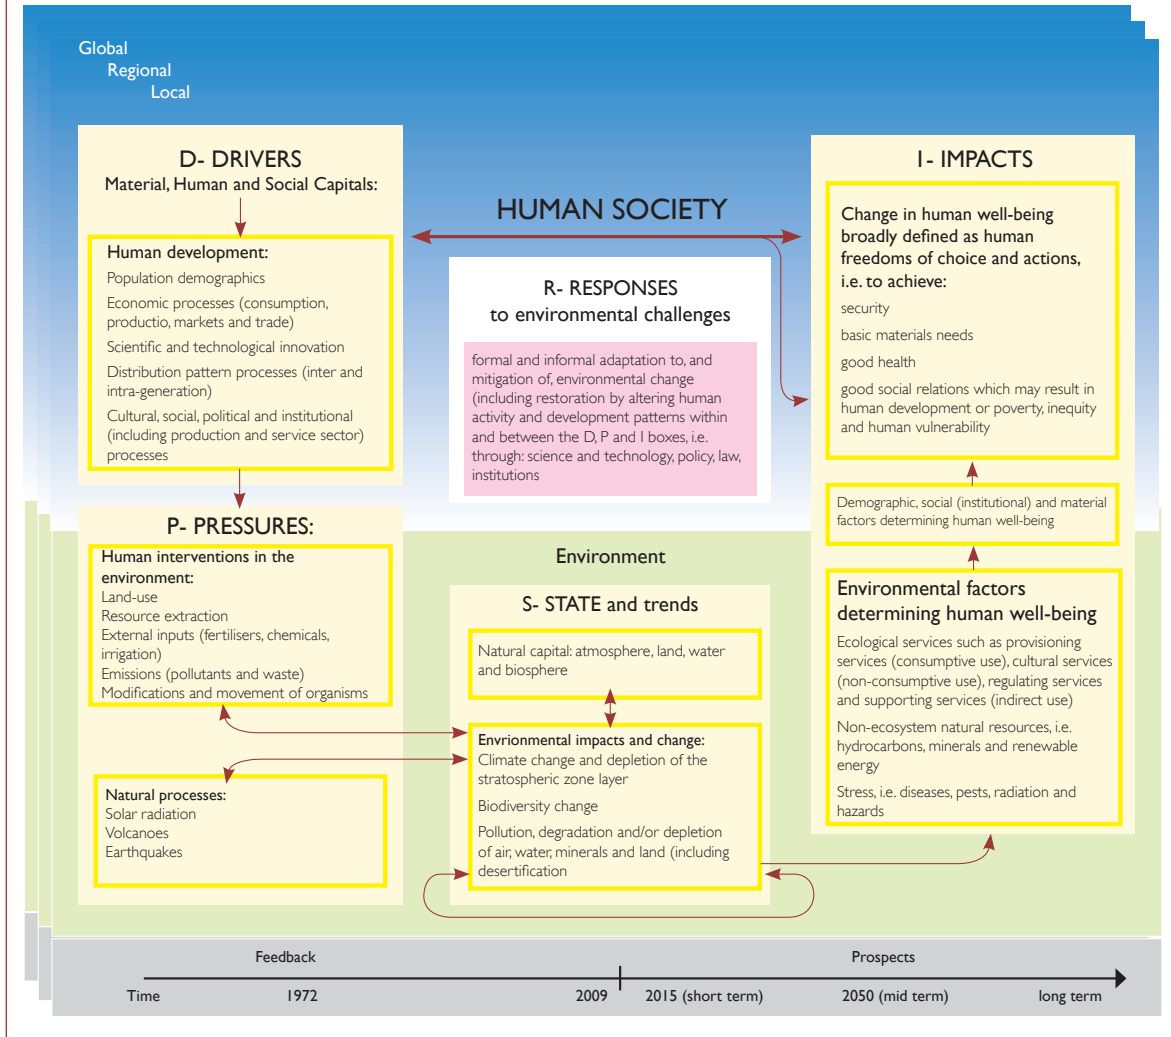 Global
Regional
Local
D- DRIVERS
Material, Human and Social Capitals:
Human development:
Population demographics
Economic processes (consumption,
productio, markets and trade)
Scientific and technological innovation
Distribution pattern processes (inter and
intra-generation)
Cultural, social, political and institutional
(including production and service sector)
processes
P- PRESSURES:
Human interventions in the
environment:
Land-use
Resource extraction
External inputs (fertilisers, chemicals,
irrigation)
Emissions (pollutants and waste)
Modifications and movement of organisms
Natural processes:
Solar radiation
Volcanoes
Earthquakes
HUMAN SOCIETY
R- RESPONSES
to environmental challenges
formal and informal adaptation to, and
mitigation of, environmental change
(including restoration by altering human
activity and development patterns within
and between the D, P and I boxes, i.e.
through: science and technology, policy, law,
institutions
Environment
S- STATE and trends
Natural capital: atmosphere, land, water
and biosphere
Envrionmental impacts and change:
Climate change and depletion of the
stratospheric zone layer
Biodiversity change
Pollution, degradation and/or depletion
of air, water, minerals and land (including
desertification
I- IMPACTS
Change in human well-being
broadly defined as human
freedoms of choice and actions,
i.e. to achieve:
security
basic materials needs
good health
good social relations which may result in
human development or poverty, inequity
and human vulnerability
Demographic, social (institutional) and material
factors determining human well-being
Environmental factors
determining human well-being
Ecological services such as provisioning
services (consumptive use), cultural services
(non-consumptive use), regulating services
and supporting services (indirect use)
Non-ecosystem natural resources, i.e.
hydrocarbons, minerals and renewable
energy
Stress, i.e. diseases, pests, radiation and
hazards
Feedback
Prospects
Time
1972
2009
2015 (short term)
2050 (mid term)
long term